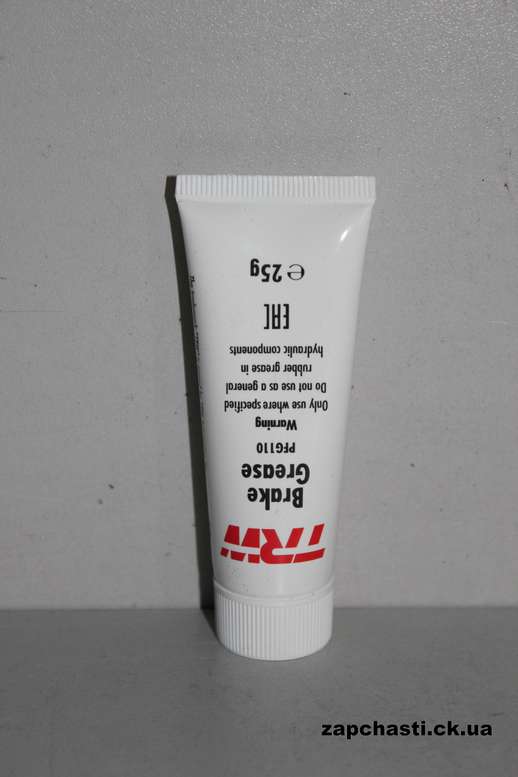 TRW
Brake
Grease
PFG110
Warning
Only use where specified
Do not use as a general
rubber grease in
hydraulic components
EAC
℮ 25g
zapchasti.ck.ua